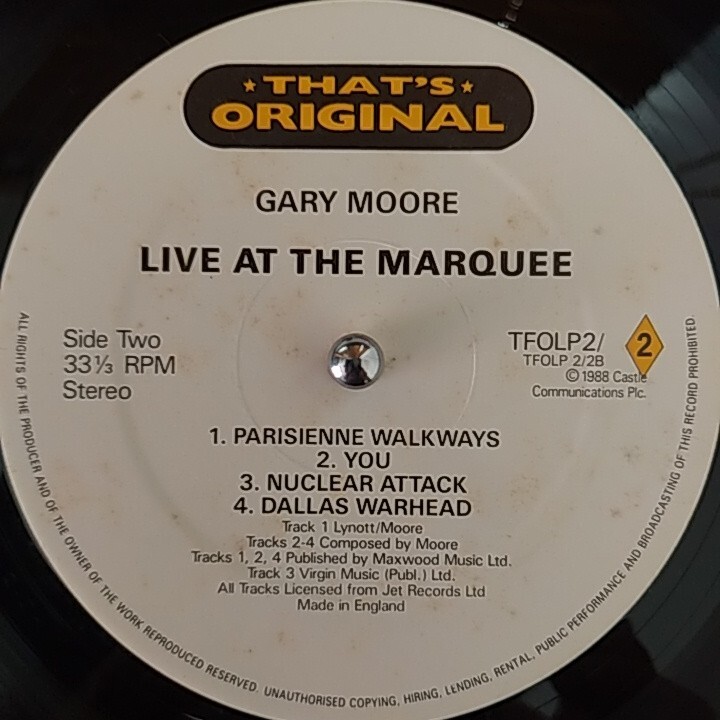 ★THAT'S★
ORIGINAL
GARY MOORE
LIVE AT THE MARQUEE
Side Two
33⅓ RPM
Stereo
TFOLP2/ 2
TFOLP 2/2B
© 1988 Castle
Communications Plc.
1. PARISIENNE WALKWAYS
2. YOU
3. NUCLEAR ATTACK
4. DALLAS WARHEAD
Track 1 Lynott/Moore
Tracks 2-4 Composed by Moore
Tracks 1, 2, 4 Published by Maxwood Music Ltd.
Track 3 Virgin Music (Publ.) Ltd.
All Tracks Licensed from Jet Records Ltd
Made in England
ALL RIGHTS OF THE PRODUCER AND OF THE OWNER OF THE WORK REPRODUCED RESERVED. UNAUTHORISED COPYING, HIRING, LENDING, RENTAL, PUBLIC PERFORMANCE AND BROADCASTING OF THIS RECORD PROHIBITED.